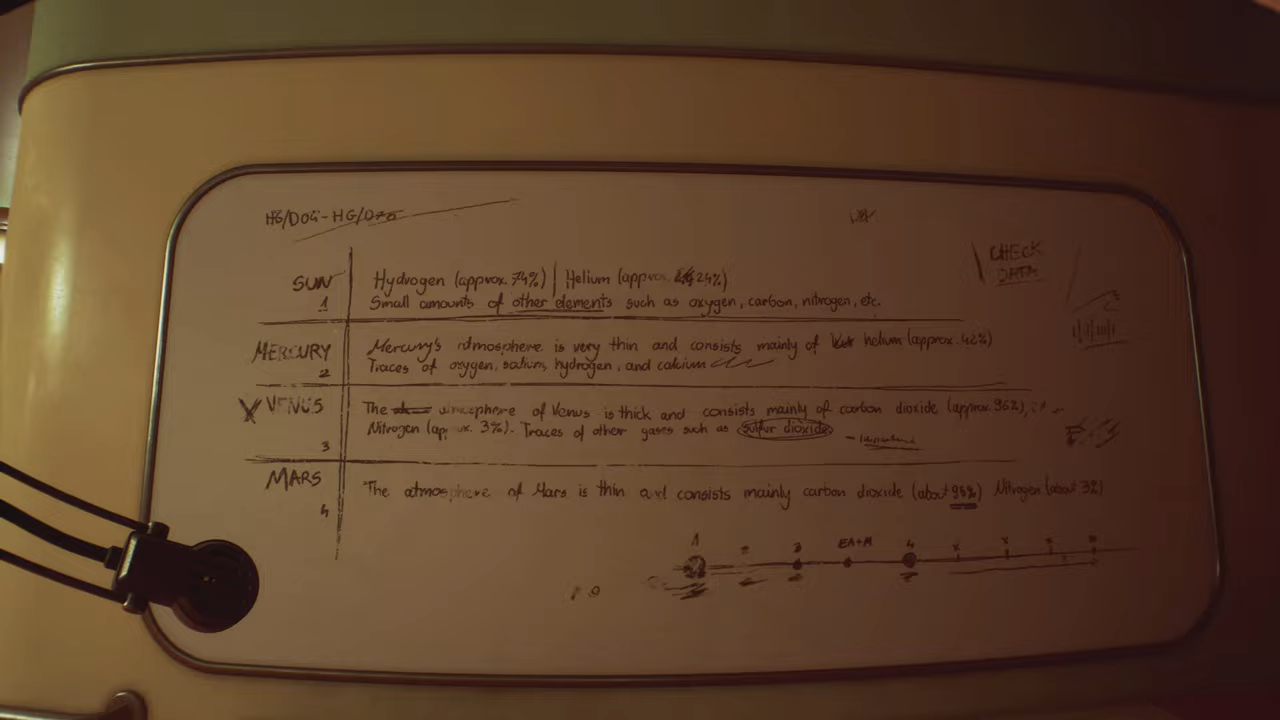 CHECK
DATA
SUN
1
Hydrogen (approx. 74%) | Helium (approx. 24%)
Small amounts of other elements such as oxygen, carbon, nitrogen, etc.
MERCURY
2
Mercury's atmosphere is very thin and consists mainly of helium (approx. 42%)
Traces of oxygen, sodium, hydrogen, and calcium
X VENUS
3
The atmosphere of Venus is thick and consists mainly of carbon dioxide (approx. 96%),
Nitrogen (approx. 3%). Traces of other gases such as sulfur dioxide
MARS
4
The atmosphere of Mars is thin and consists mainly carbon dioxide (about 95%) Nitrogen (about 3%)
1 2 3 EA+M 4 x x x x